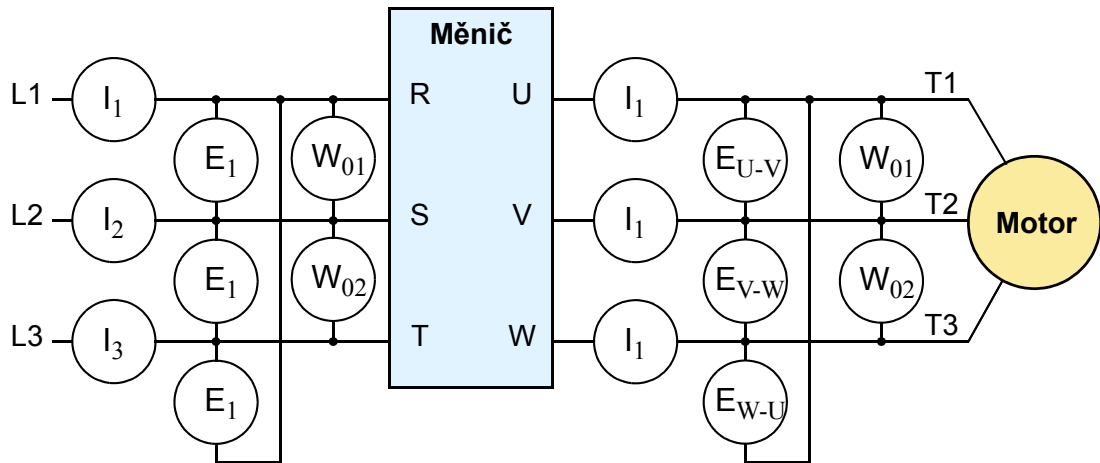 Měnič
L1 I1 R U I1 T1
E1 W01 EU-V W01
L2 I2 S V I1 T2 Motor
E1 W02 EV-W W02
L3 I3 T W I1 T3
E1 EW-U